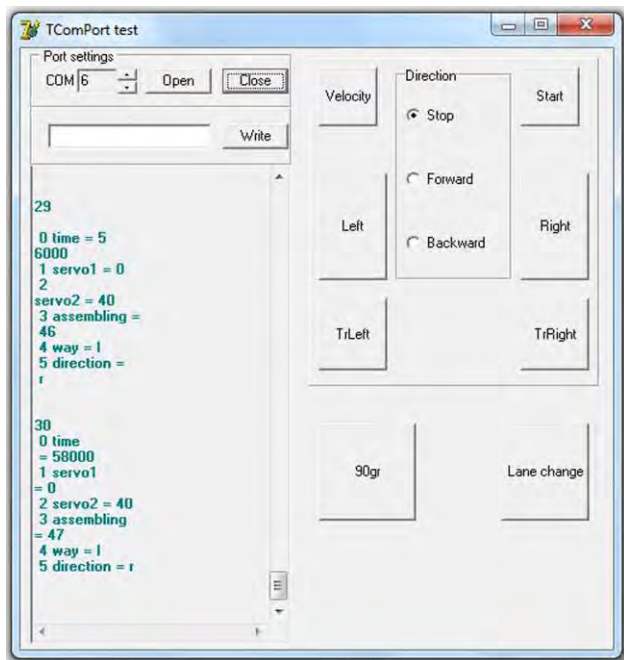 TComPort test
Port settings
COM 6 Open Close
Write
29
0 time = 5
6000
1 servo1 = 0
2
servo2 = 40
3 assembling =
46
4 way = l
5 direction =
r
30
0 time
= 58000
1 servo1
= 0
2 servo2 = 40
3 assembling
= 47
4 way = l
5 direction = r
Velocity
Direction
Stop
Forward
Backward
Start
Left
Right
TrLeft
TrRight
90gr
Lane change